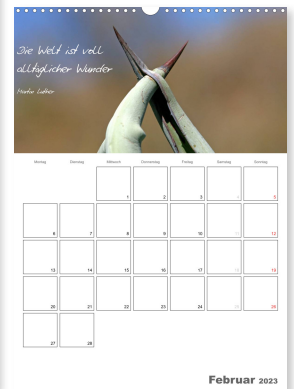 Die Welt ist voll
alltäglicher Wunder
Martin Luther
Montag Dienstag Mittwoch Donnerstag Freitag Samstag Sonntag
1 2 3 4 5
6 7 8 9 10 11 12
13 14 15 16 17 18 19
20 21 22 23 24 25 26
27 28
Februar 2023